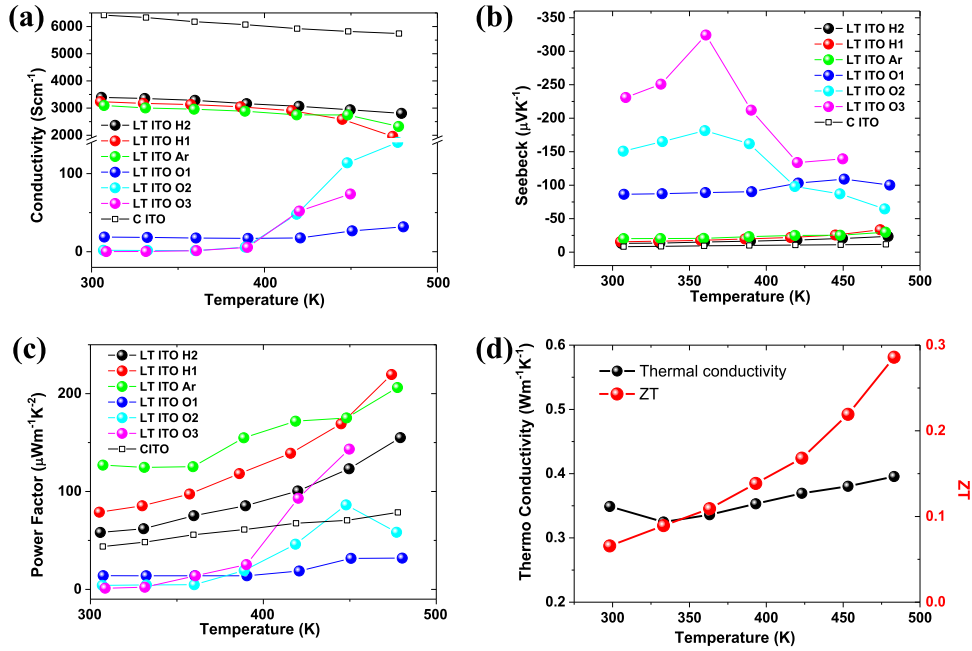 (a)
Conductivity (Scm⁻¹)
6000
5000
4000
3000
2000
100
0
LT ITO H2
LT ITO H1
LT ITO Ar
LT ITO O1
LT ITO O2
LT ITO O3
C ITO
300 400 500
Temperature (K)
(b)
Seebeck (μVK⁻¹)
-350
-300
-250
-200
-150
-100
-50
0
LT ITO H2
LT ITO H1
LT ITO Ar
LT ITO O1
LT ITO O2
LT ITO O3
C ITO
300 350 400 450 500
Temperature (K)
(c)
Power Factor (μWm⁻¹K⁻²)
200
100
0
LT ITO H2
LT ITO H1
LT ITO Ar
LT ITO O1
LT ITO O2
LT ITO O3
CITO
300 400 500
Temperature (K)
(d)
Thermo Conductivity (Wm⁻¹K⁻¹)
0.6
0.5
0.4
0.3
0.2
Thermal conductivity
ZT
0.3
0.2
0.1
0.0
ZT
300 350 400 450 500
Temperature (K)